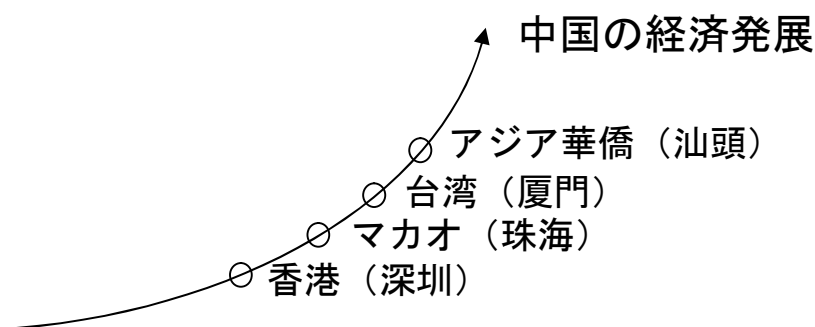 中国の経済発展
アジア華僑（汕頭）
台湾（厦門）
マカオ（珠海）
香港（深圳）